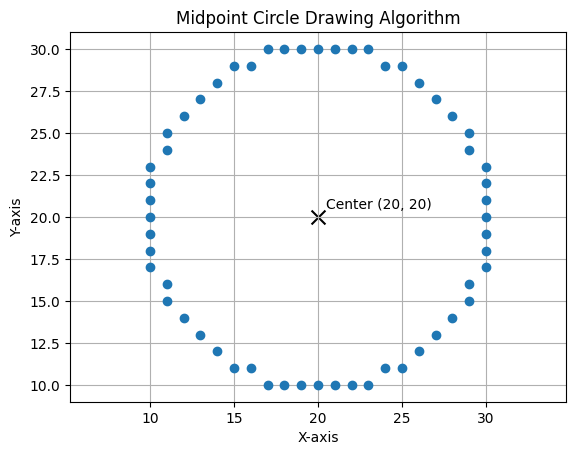 Midpoint Circle Drawing Algorithm
30.0
27.5
25.0
22.5
20.0
17.5
15.0
12.5
10.0
Y-axis
Center (20, 20)
10 15 20 25 30
X-axis